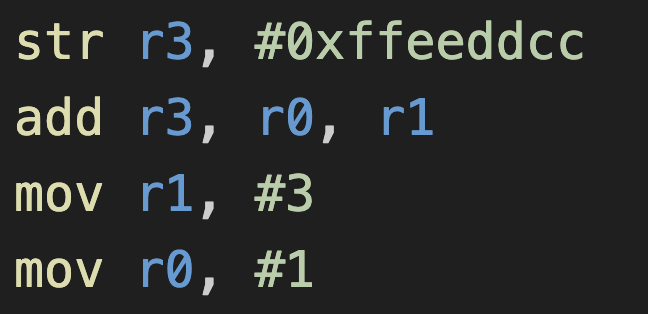 str r3, #0xffeeddcc
add r3, r0, r1
mov r1, #3
mov r0, #1